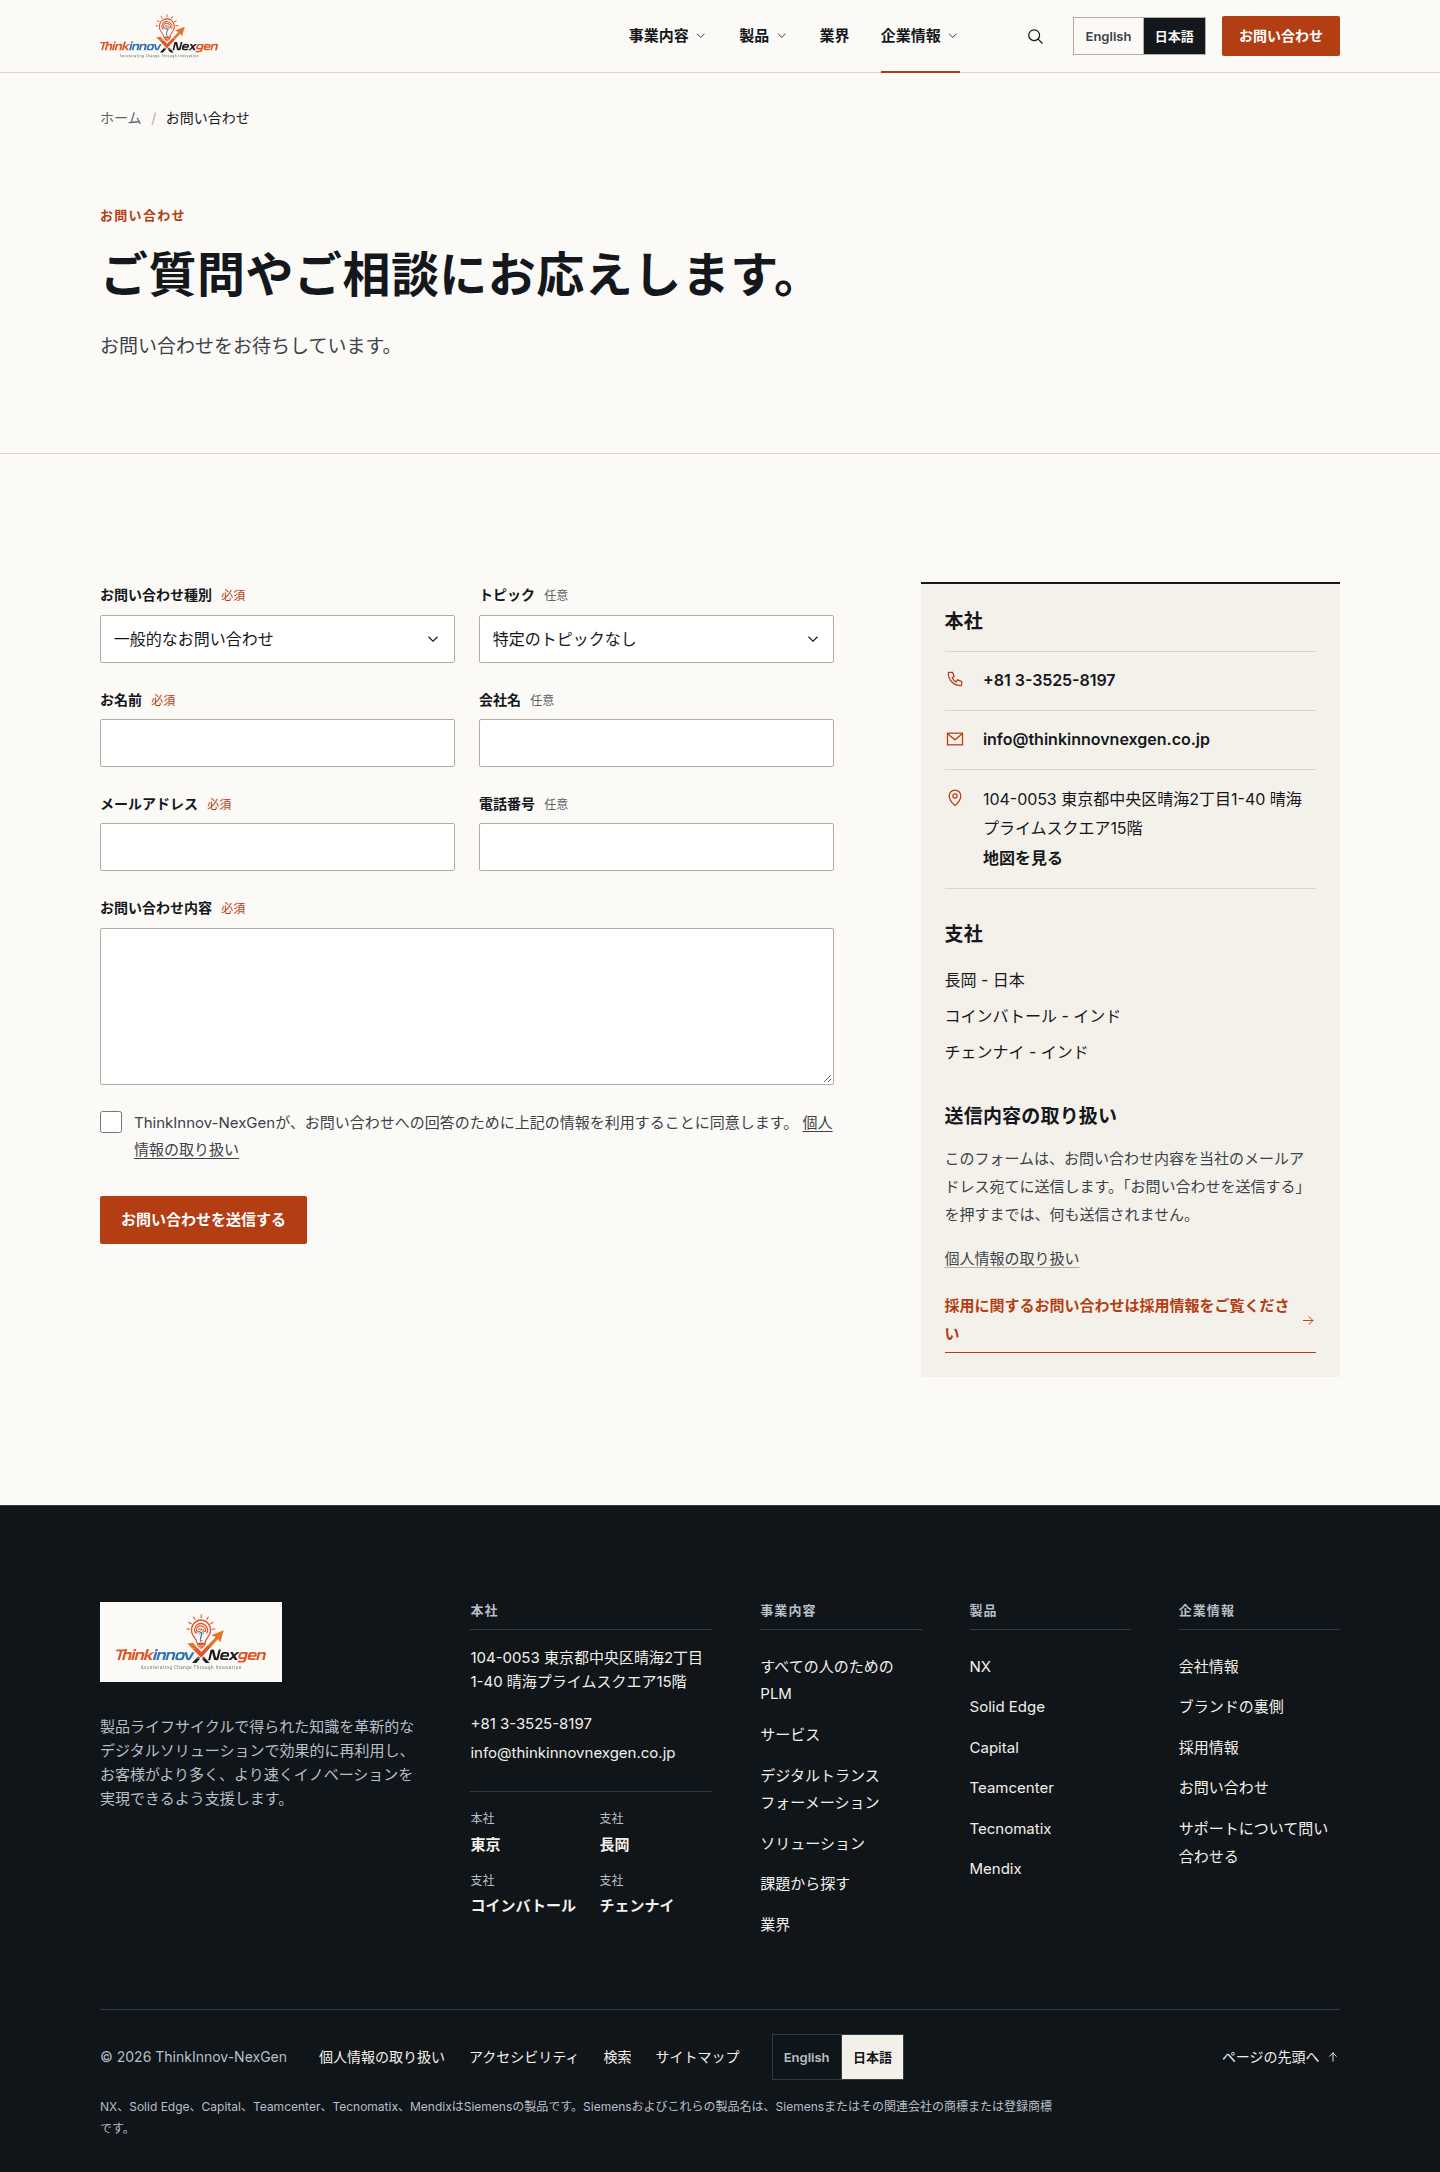 Thinkinnov Nexgen
Accelerating Change Through Innovation
事業内容
製品
業界
企業情報
English
日本語
お問い合わせ
ホーム / お問い合わせ
お問い合わせ
ご質問やご相談にお応えします。
お問い合わせをお待ちしています。
お問い合わせ種別 必須
トピック 任意
一般的なお問い合わせ
特定のトピックなし
お名前 必須
会社名 任意
メールアドレス 必須
電話番号 任意
お問い合わせ内容 必須
ThinkInnov-NexGenが、お問い合わせへの回答のために上記の情報を利用することに同意します。 個人
情報の取り扱い
お問い合わせを送信する
本社
+81 3-3525-8197
info@thinkinnovnexgen.co.jp
104-0053 東京都中央区晴海2丁目1-40 晴海
プライムスクエア15階
地図を見る
支社
長岡 - 日本
コインバトール - インド
チェンナイ - インド
送信内容の取り扱い
このフォームは、お問い合わせ内容を当社のメールア
ドレス宛てに送信します。「お問い合わせを送信する」
を押すまでは、何も送信されません。
個人情報の取り扱い
採用に関するお問い合わせは採用情報をご覧くださ
い
Thinkinnov Nexgen
Accelerating Change Through Innovation
製品ライフサイクルで得られた知識を革新的な
デジタルソリューションで効果的に再利用し、
お客様がより多く、より速くイノベーションを
実現できるよう支援します。
本社
104-0053 東京都中央区晴海2丁目
1-40 晴海プライムスクエア15階
+81 3-3525-8197
info@thinkinnovnexgen.co.jp
本社
東京
支社
長岡
支社
コインバトール
支社
チェンナイ
事業内容
すべての人のための
PLM
サービス
デジタルトランス
フォーメーション
ソリューション
課題から探す
業界
製品
NX
Solid Edge
Capital
Teamcenter
Tecnomatix
Mendix
企業情報
会社情報
ブランドの裏側
採用情報
お問い合わせ
サポートについて問い
合わせる
© 2026 ThinkInnov-NexGen
個人情報の取り扱い
アクセシビリティ
検索
サイトマップ
English
日本語
ページの先頭へ
NX、Solid Edge、Capital、Teamcenter、Tecnomatix、MendixはSiemensの製品です。Siemensおよびこれらの製品名は、Siemensまたはその関連会社の商標または登録商標
です。